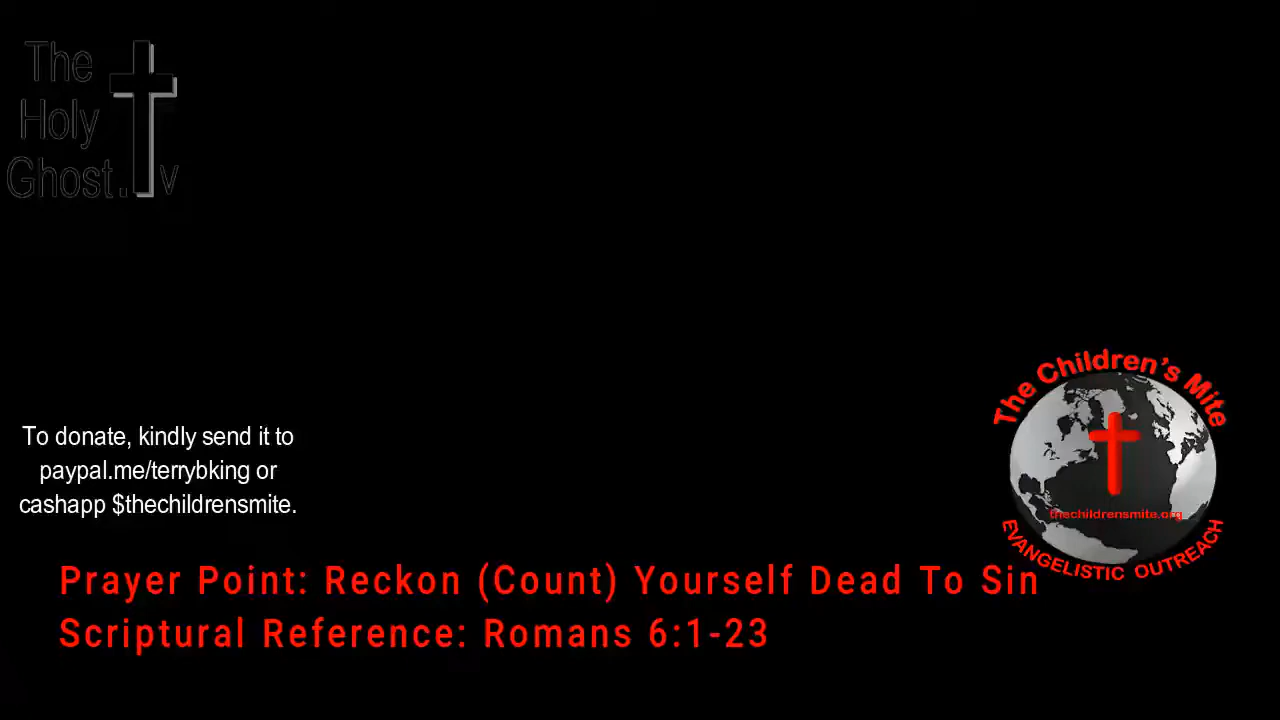 The
Holy
Ghost.tv
The Children's Mite
thechildrensmite.org
EVANGELISTIC OUTREACH
To donate, kindly send it to
paypal.me/terrybking or
cashapp $thechildrensmite.
Prayer Point: Reckon (Count) Yourself Dead To Sin
Scriptural Reference: Romans 6:1-23